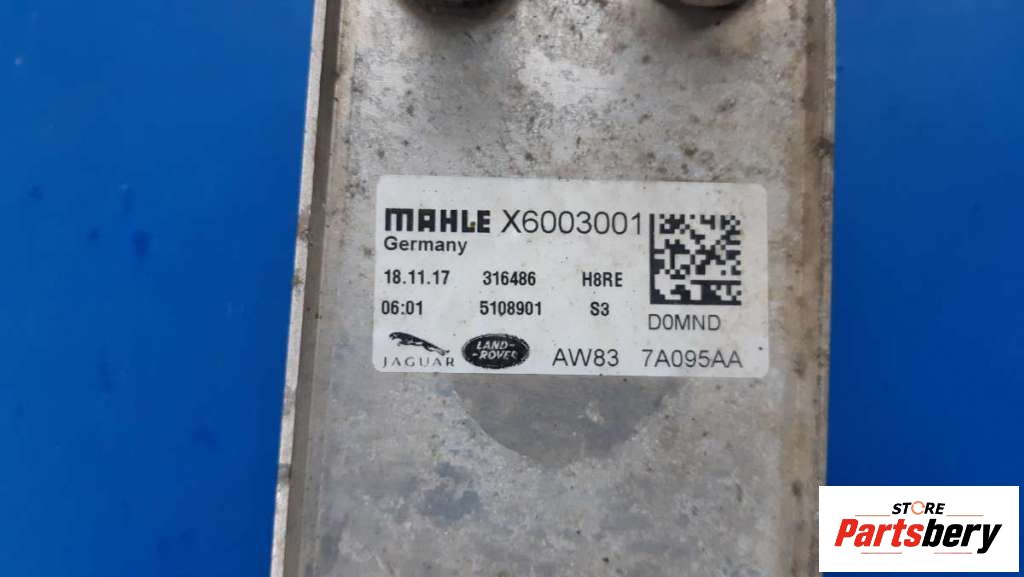 MAHLE X6003001
Germany
18.11.17 316486 H8RE
06:01 5108901 S3
D0MND
JAGUAR LAND-ROVER AW83 7A095AA
STORE
Partsbery